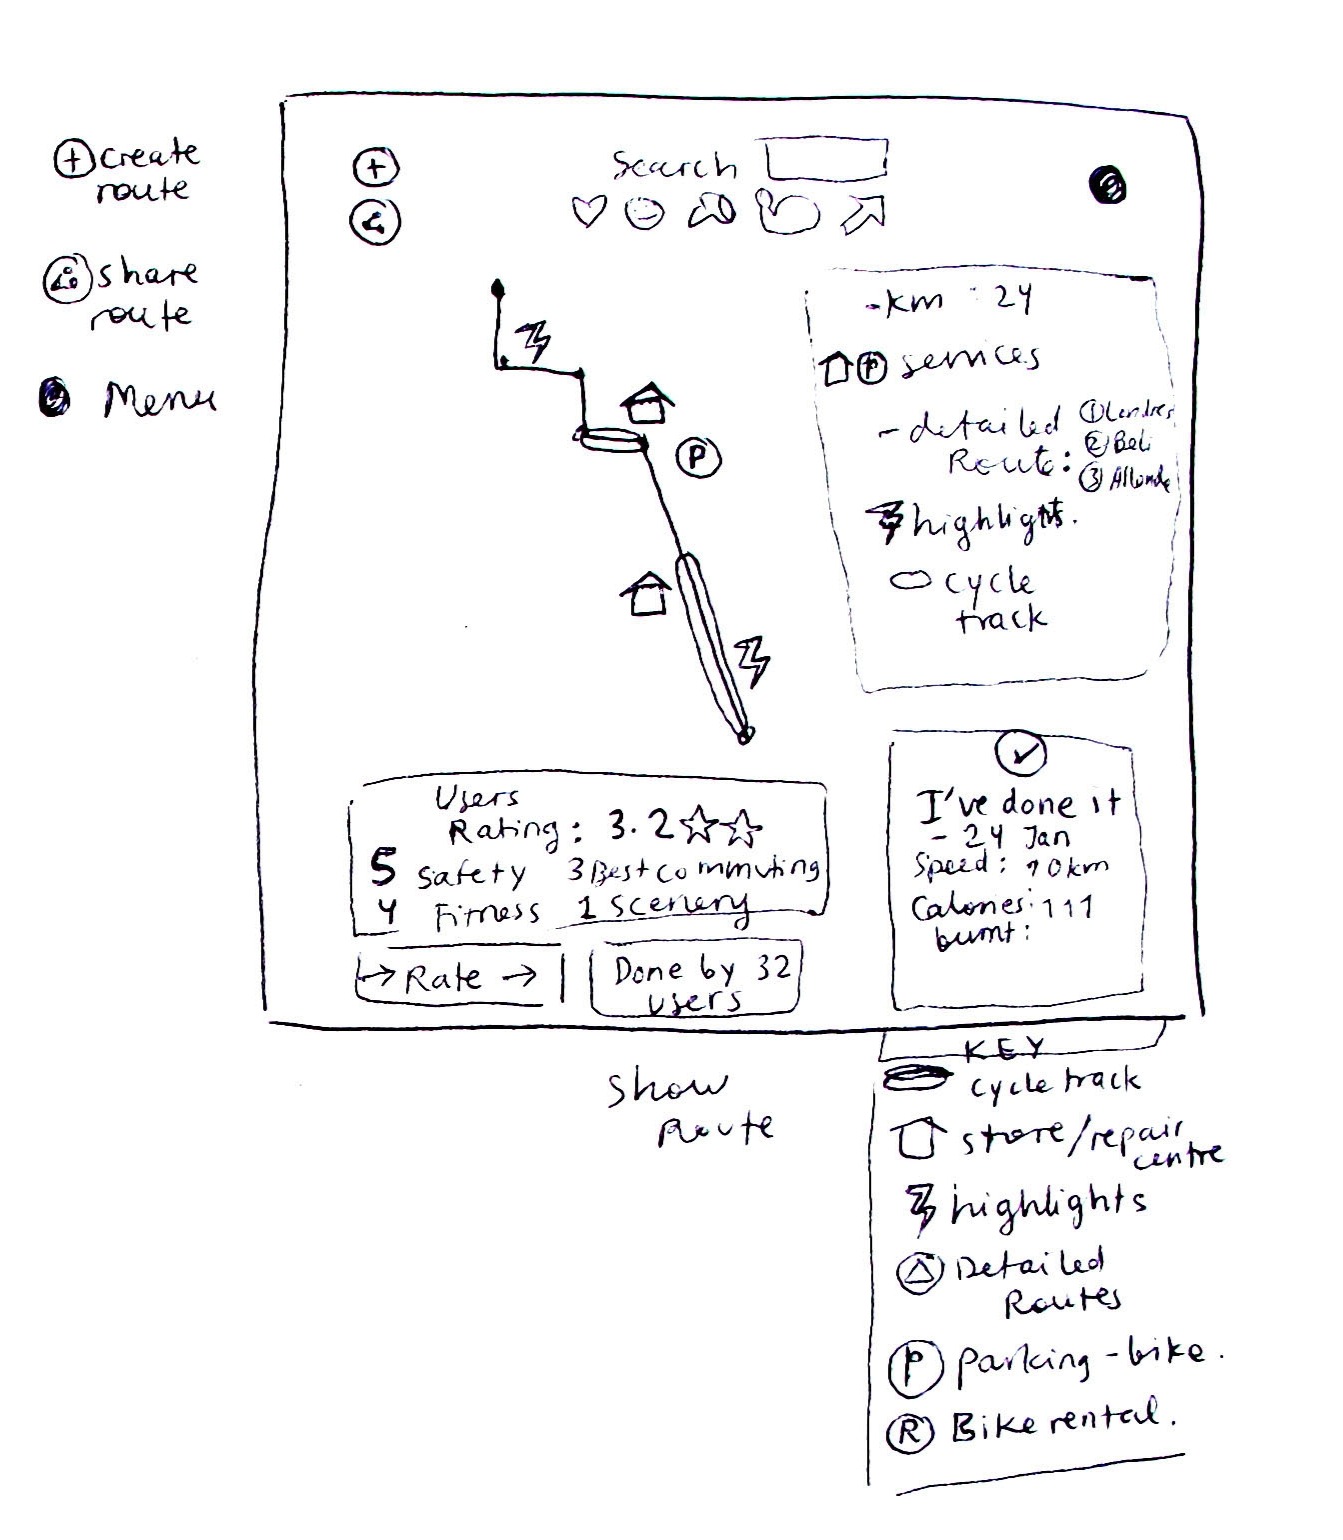 create
route
share
route
Menu
Search
-km : 24
P services
- detailed
Route:
① Londres
②
③
highlights.
cycle
track
P
Users
Rating: 3.2
5 Safety 3 Best commuting
4 Fitness 1 Scenery
→ Rate →
Done by 32
users
I've done it
- 24 Jan
Speed: 10km
Calories: 111
burnt:
Show
Route
KEY
cycle track
store/repair
centre
highlights
Detailed
Routes
P parking-bike.
R Bike rental.